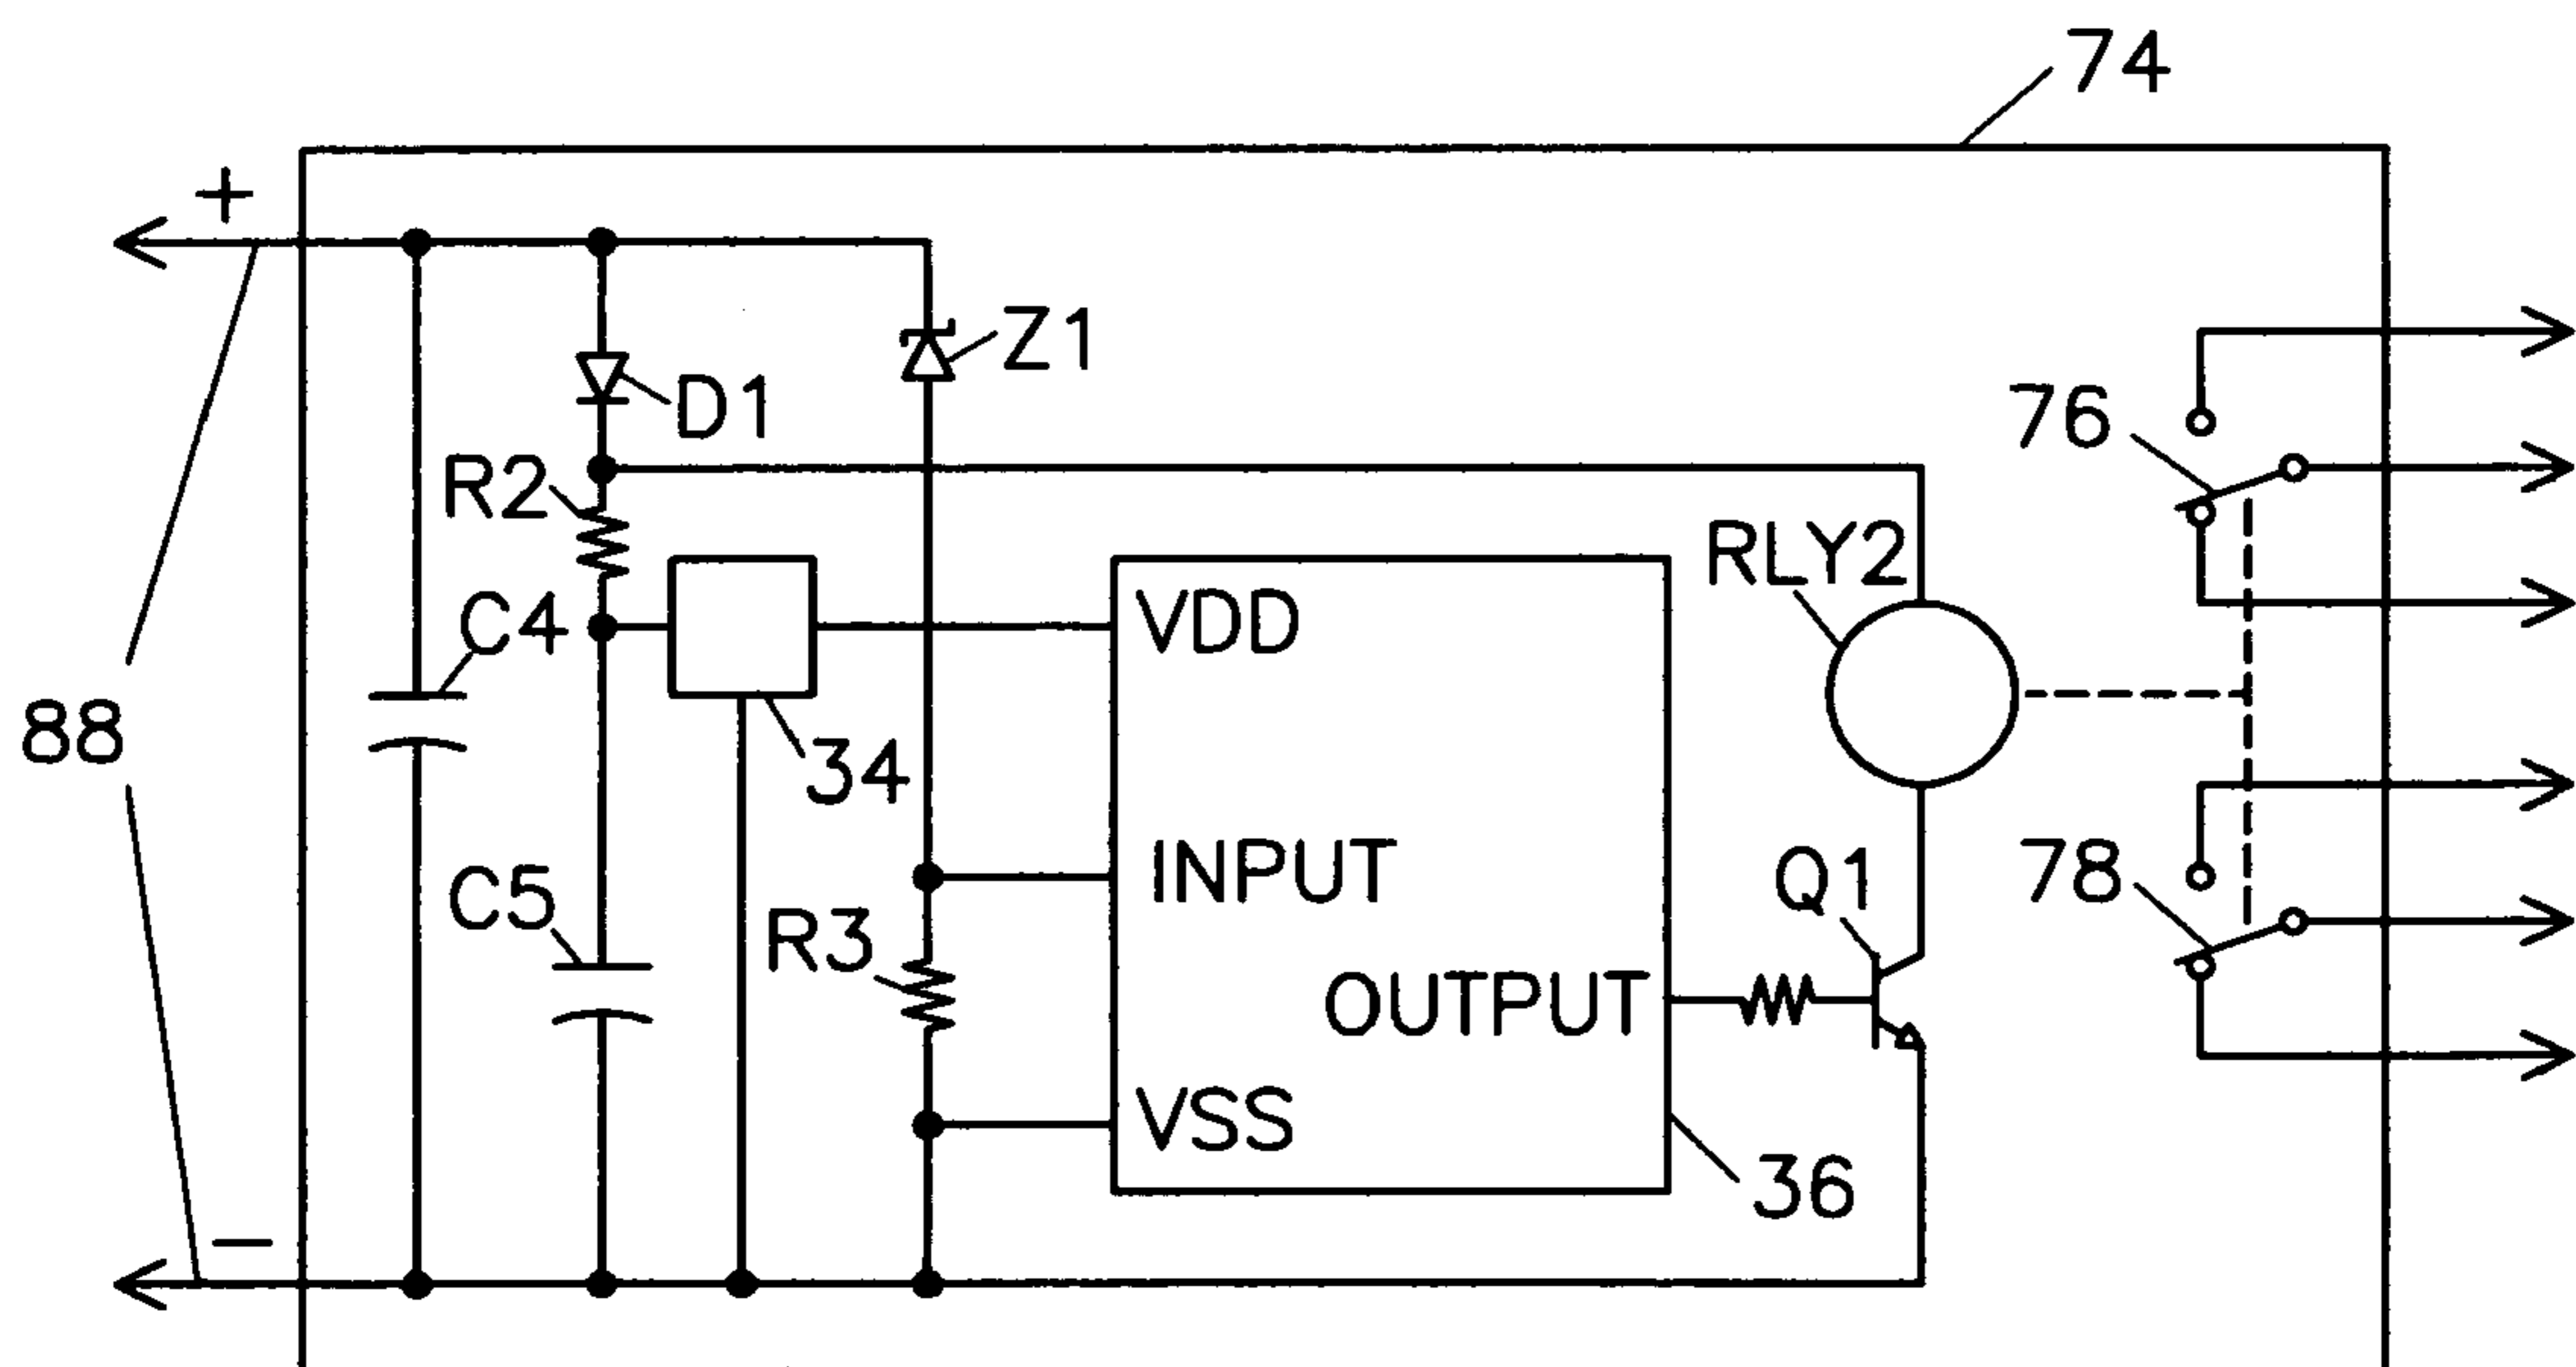 74
+
Z1
D1
76
R2
RLY2
C4
VDD
88
34
INPUT
78
C5
Q1
R3
OUTPUT
VSS
36
−